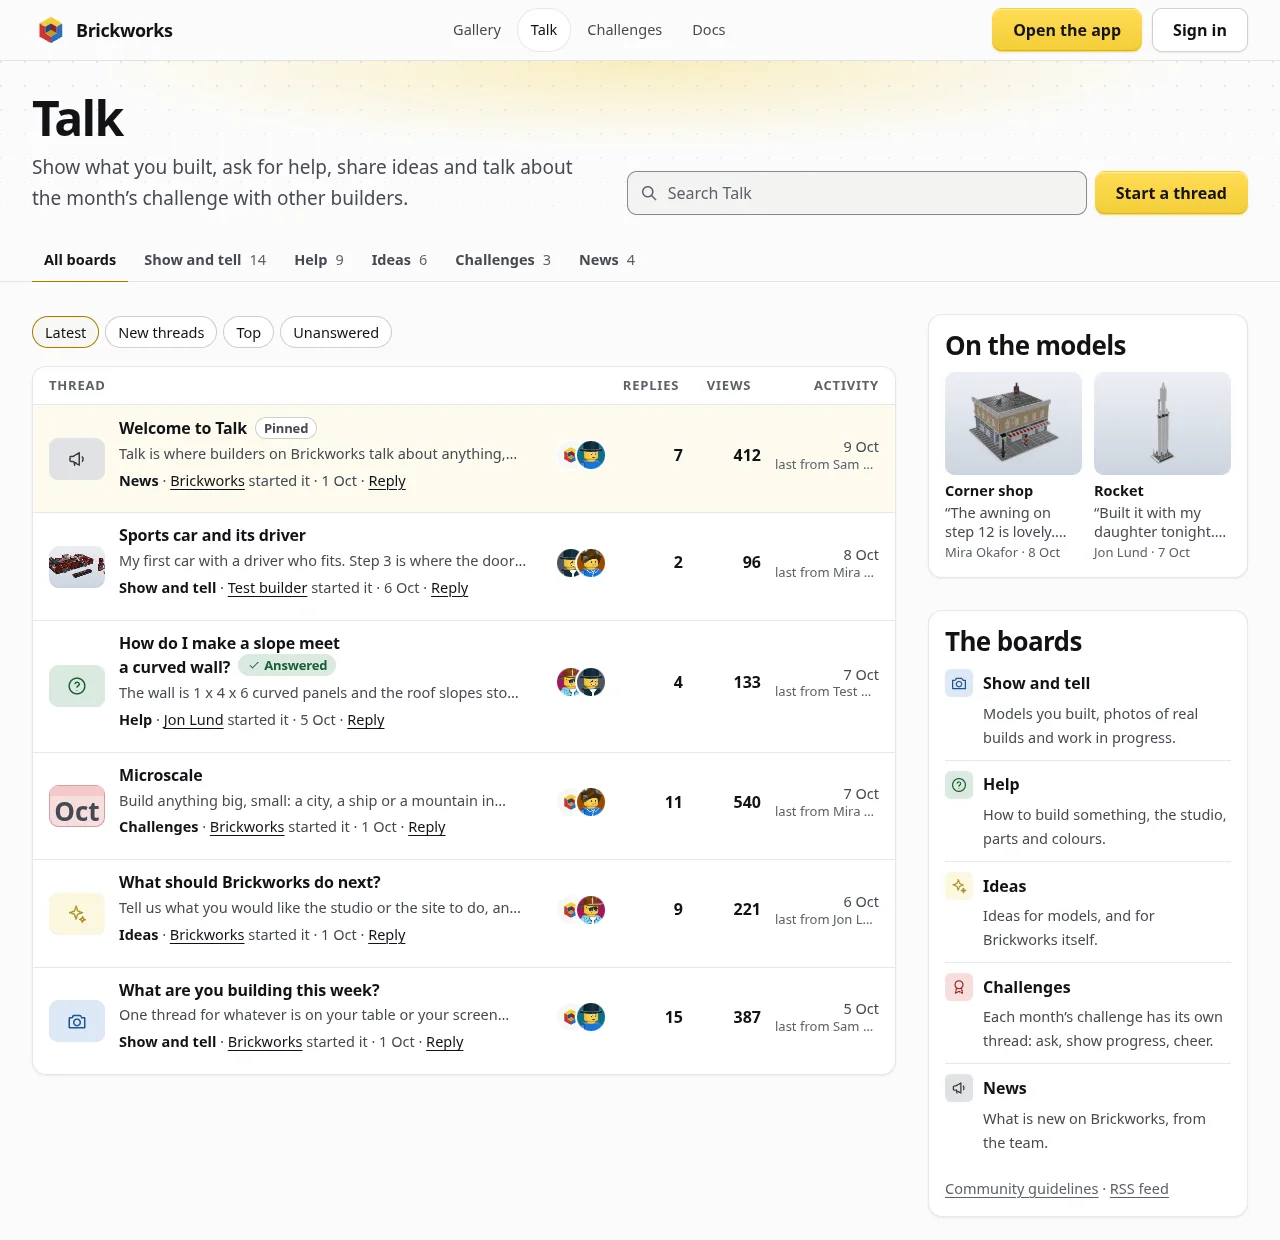 Brickworks
Gallery
Talk
Challenges
Docs
Open the app
Sign in
Talk
Show what you built, ask for help, share ideas and talk about
the month’s challenge with other builders.
Search Talk
Start a thread
All boards
Show and tell 14
Help 9
Ideas 6
Challenges 3
News 4
Latest
New threads
Top
Unanswered
THREAD REPLIES VIEWS ACTIVITY
Welcome to Talk Pinned
Talk is where builders on Brickworks talk about anything,…
News · Brickworks started it · 1 Oct · Reply
7
412
9 Oct
last from Sam …
Sports car and its driver
My first car with a driver who fits. Step 3 is where the door…
Show and tell · Test builder started it · 6 Oct · Reply
2
96
8 Oct
last from Mira …
How do I make a slope meet
a curved wall? Answered
The wall is 1 x 4 x 6 curved panels and the roof slopes sto…
Help · Jon Lund started it · 5 Oct · Reply
4
133
7 Oct
last from Test …
Oct
Microscale
Build anything big, small: a city, a ship or a mountain in…
Challenges · Brickworks started it · 1 Oct · Reply
11
540
7 Oct
last from Mira …
What should Brickworks do next?
Tell us what you would like the studio or the site to do, an…
Ideas · Brickworks started it · 1 Oct · Reply
9
221
6 Oct
last from Jon L…
What are you building this week?
One thread for whatever is on your table or your screen…
Show and tell · Brickworks started it · 1 Oct · Reply
15
387
5 Oct
last from Sam …
On the models
Corner shop
“The awning on
step 12 is lovely.…
Mira Okafor · 8 Oct
Rocket
“Built it with my
daughter tonight.…
Jon Lund · 7 Oct
The boards
Show and tell
Models you built, photos of real
builds and work in progress.
Help
How to build something, the studio,
parts and colours.
Ideas
Ideas for models, and for
Brickworks itself.
Challenges
Each month’s challenge has its own
thread: ask, show progress, cheer.
News
What is new on Brickworks, from
the team.
Community guidelines · RSS feed